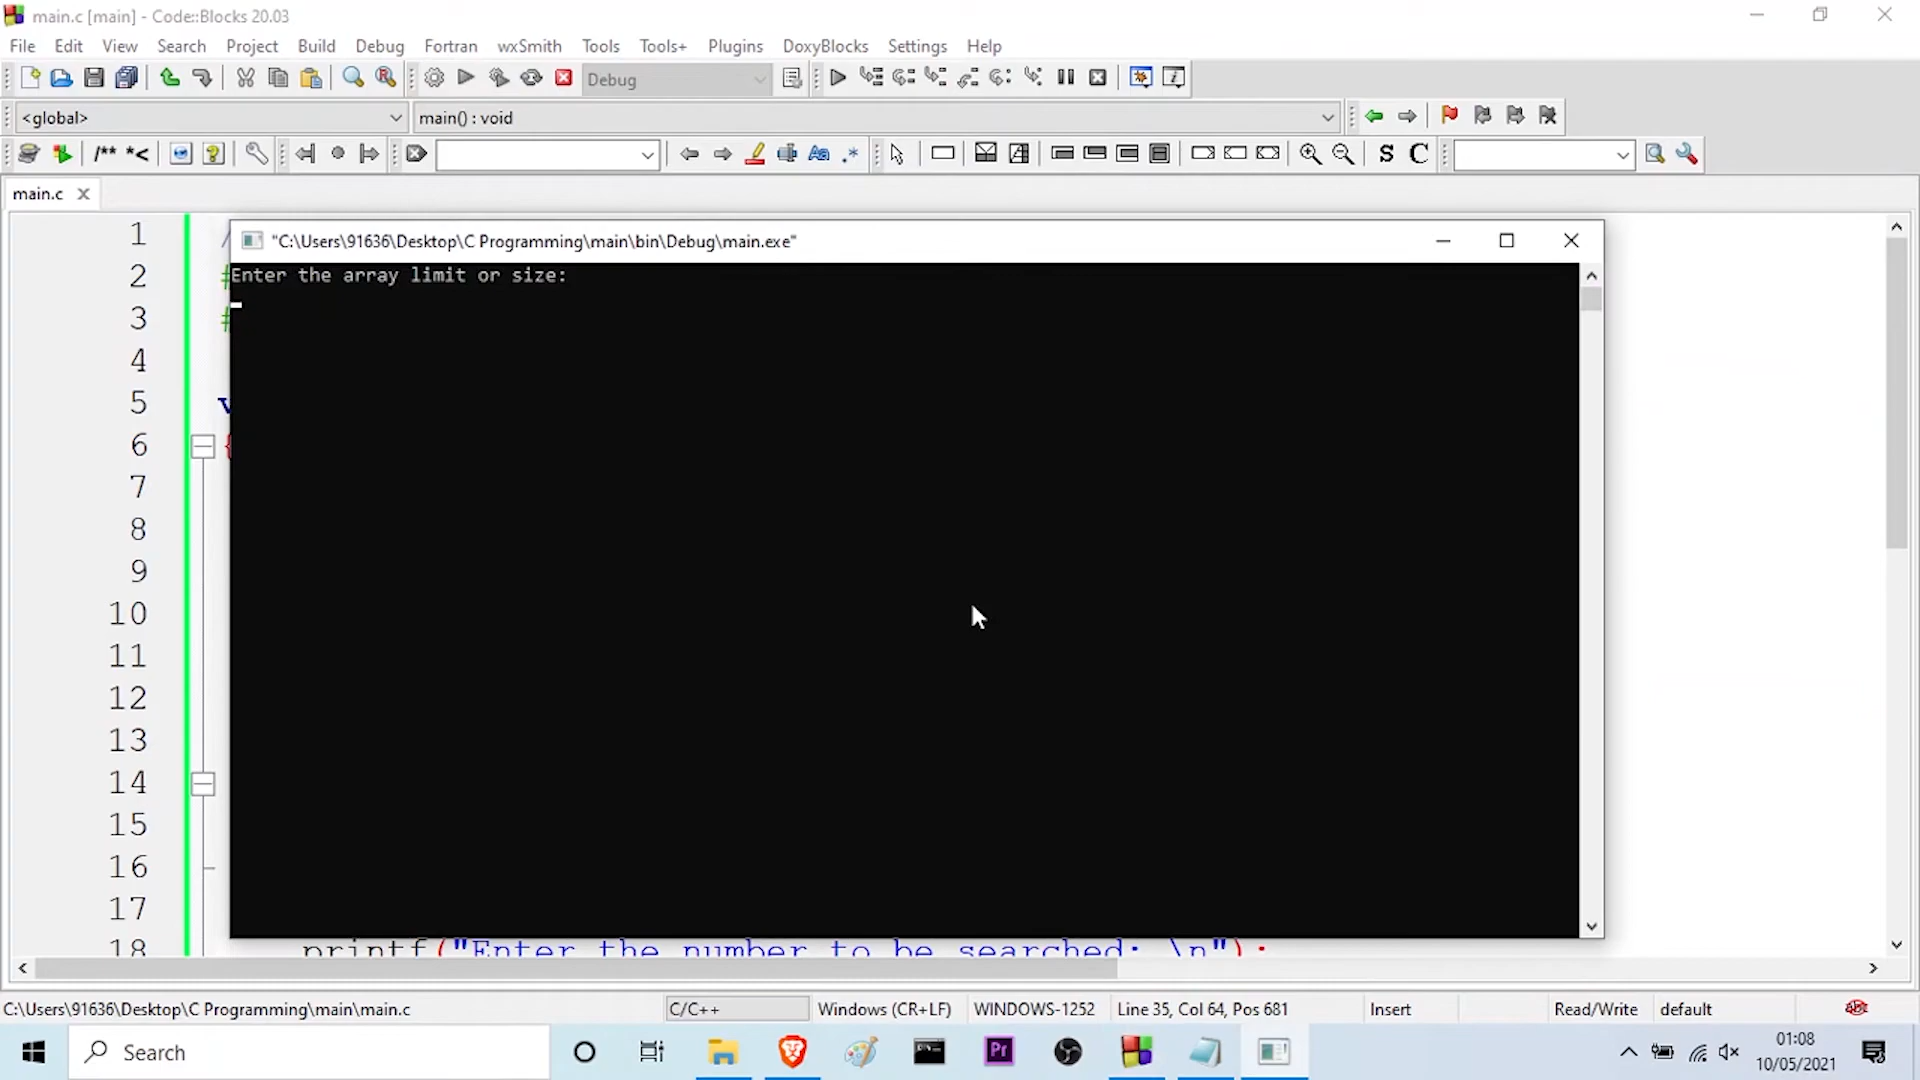 main.c [main] - Code::Blocks 20.03
File Edit View Search Project Build Debug Fortran wxSmith Tools Tools+ Plugins DoxyBlocks Settings Help
Debug
<global> main() : void
/** *< Aa .* S C
main.c
"C:\Users\91636\Desktop\C Programming\main\bin\Debug\main.exe"
Enter the array limit or size:
1 /
2 #
3 #
4
5 v
6 {
7
8
9
10
11
12
13
14
15
16
17
18 printf("Enter the number to be searched: \n");
C:\Users\91636\Desktop\C Programming\main\main.c C/C++ Windows (CR+LF) WINDOWS-1252 Line 35, Col 64, Pos 681 Insert Read/Write default
Search Pr 01:08
10/05/2021